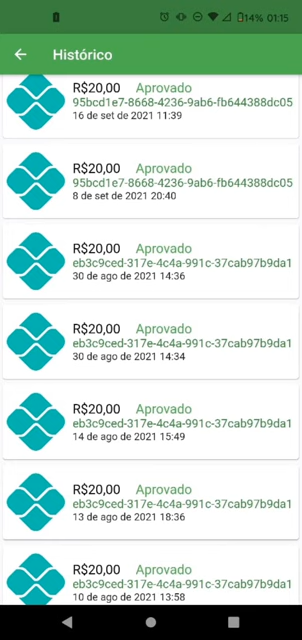 14% 01:15
Histórico
R$20,00 Aprovado
95bcd1e7-8668-4236-9ab6-fb644388dc05
16 de set de 2021 11:39
R$20,00 Aprovado
95bcd1e7-8668-4236-9ab6-fb644388dc05
8 de set de 2021 20:40
R$20,00 Aprovado
eb3c9ced-317e-4c4a-991c-37cab97b9da1
30 de ago de 2021 14:36
R$20,00 Aprovado
eb3c9ced-317e-4c4a-991c-37cab97b9da1
30 de ago de 2021 14:34
R$20,00 Aprovado
eb3c9ced-317e-4c4a-991c-37cab97b9da1
14 de ago de 2021 15:49
R$20,00 Aprovado
eb3c9ced-317e-4c4a-991c-37cab97b9da1
13 de ago de 2021 18:36
R$20,00 Aprovado
eb3c9ced-317e-4c4a-991c-37cab97b9da1
10 de ago de 2021 13:58